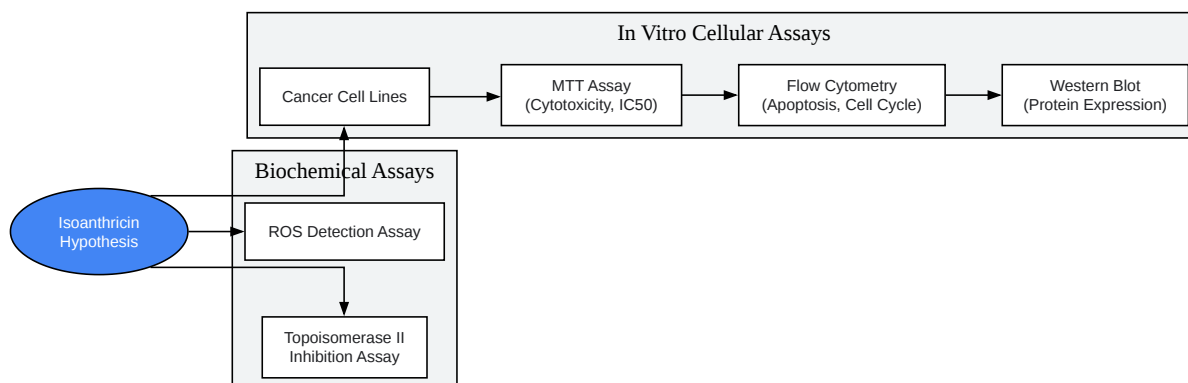 In Vitro Cellular Assays
Cancer Cell Lines
MTT Assay
(Cytotoxicity, IC50)
Flow Cytometry
(Apoptosis, Cell Cycle)
Western Blot
(Protein Expression)
Biochemical Assays
Isoanthricin
Hypothesis
ROS Detection Assay
Topoisomerase II
Inhibition Assay